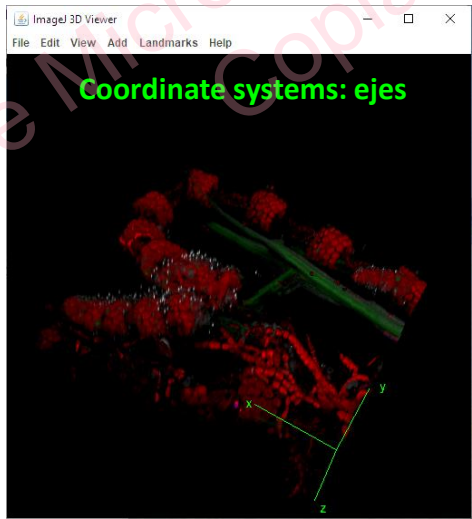 ImageJ 3D Viewer
File Edit View Add Landmarks Help
Coordinate systems: ejes
y
x
z